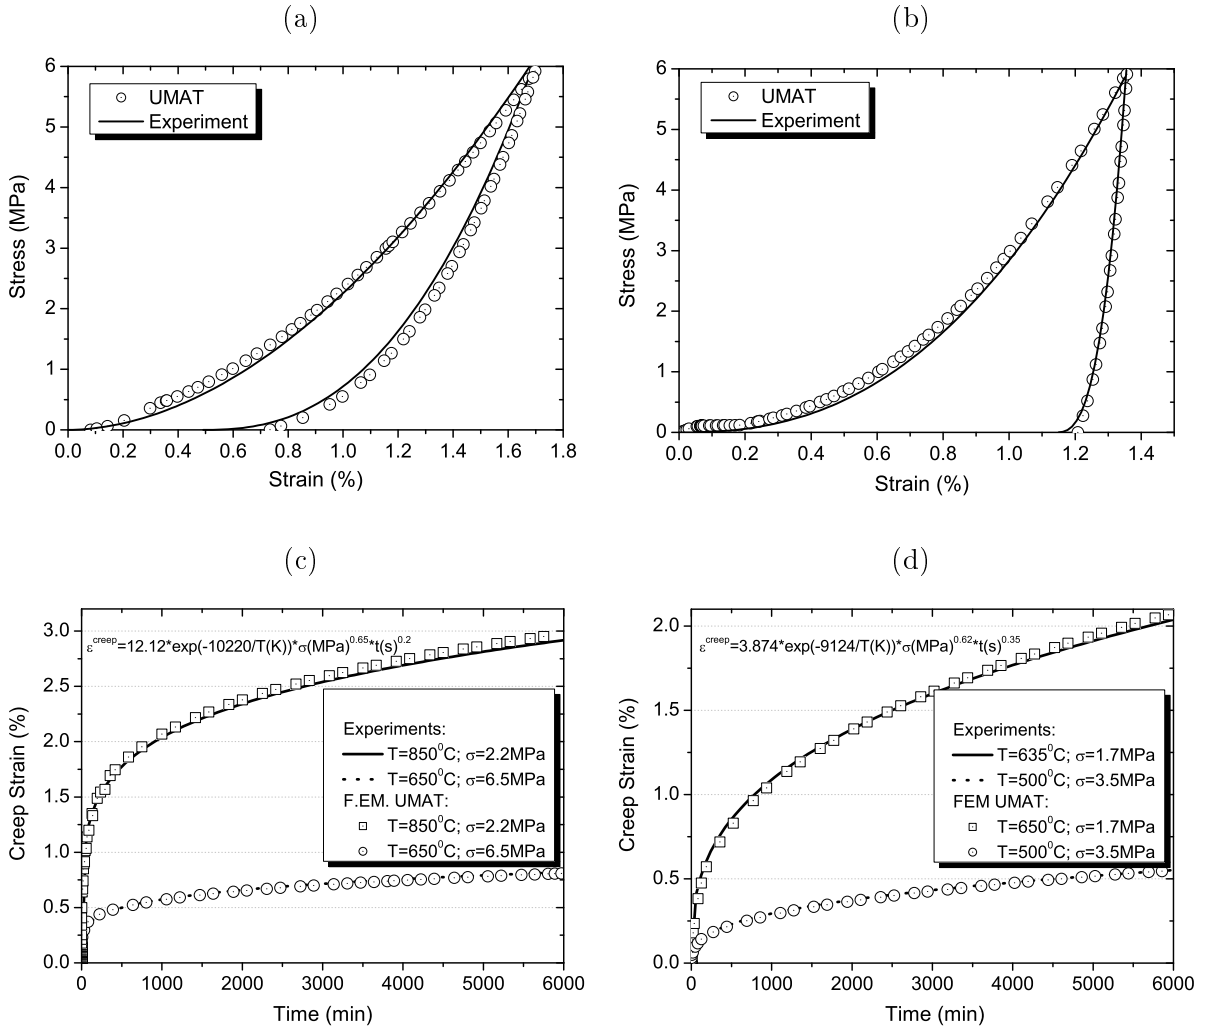 (a)
6
5
4
3
2
1
0
0.0 0.2 0.4 0.6 0.8 1.0 1.2 1.4 1.6 1.8
Stress (MPa)
Strain (%)
UMAT
Experiment
(b)
6
5
4
3
2
1
0
0.0 0.2 0.4 0.6 0.8 1.0 1.2 1.4
Stress (MPa)
Strain (%)
UMAT
Experiment
(c)
3.0
2.5
2.0
1.5
1.0
0.5
0.0
0 1000 2000 3000 4000 5000 6000
Creep Strain (%)
Time (min)
ε^creep=12.12*exp(-10220/T(K))*σ(MPa)^0.65*t(s)^0.2
Experiments:
T=850⁰C; σ=2.2MPa
T=650⁰C; σ=6.5MPa
F.EM. UMAT:
T=850⁰C; σ=2.2MPa
T=650⁰C; σ=6.5MPa
(d)
2.0
1.5
1.0
0.5
0.0
0 1000 2000 3000 4000 5000 6000
Creep Strain (%)
Time (min)
ε^creep=3.874*exp(-9124/T(K))*σ(MPa)^0.62*t(s)^0.35
Experiments:
T=635⁰C; σ=1.7MPa
T=500⁰C; σ=3.5MPa
FEM UMAT:
T=650⁰C; σ=1.7MPa
T=500⁰C; σ=3.5MPa